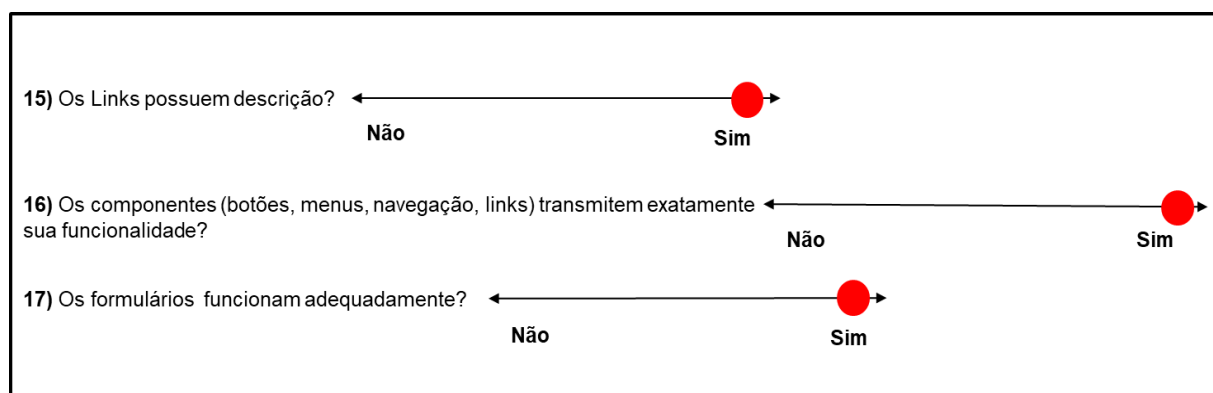 15) Os Links possuem descrição?
Não Sim
16) Os componentes (botões, menus, navegação, links) transmitem exatamente
sua funcionalidade?
Não Sim
17) Os formulários funcionam adequadamente?
Não Sim